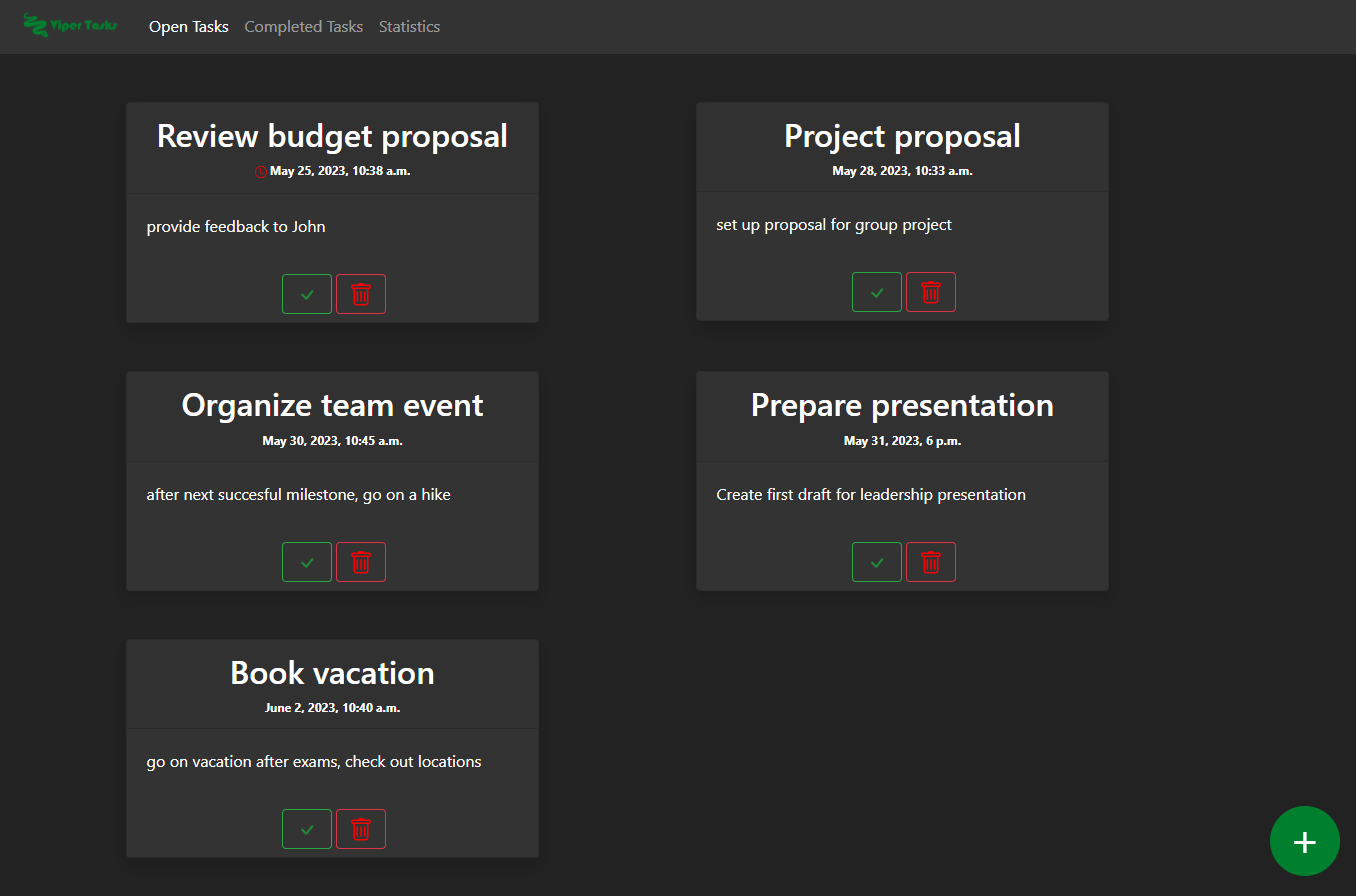 Viper Tasks Open Tasks Completed Tasks Statistics
Review budget proposal
May 25, 2023, 10:38 a.m.
provide feedback to John
Project proposal
May 28, 2023, 10:33 a.m.
set up proposal for group project
Organize team event
May 30, 2023, 10:45 a.m.
after next succesful milestone, go on a hike
Prepare presentation
May 31, 2023, 6 p.m.
Create first draft for leadership presentation
Book vacation
June 2, 2023, 10:40 a.m.
go on vacation after exams, check out locations
+